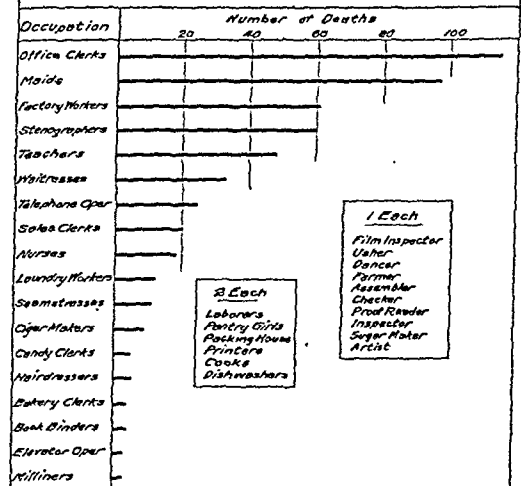 Occupation
Number of Deaths
20 40 60 80 100
Office Clerks
Maids
Factory Workers
Stenographers
Teachers
Waitresses
Telephone Oper
Sales Clerks
Nurses
Laundry Workers
Seamstresses
Cigar Makers
Candy Clerks
Hairdressers
Bakery Clerks
Book Binders
Elevator Oper
Milliners
2 Each
Laborers
Pantry Girls
Packing House
Printers
Cooks
Dishwashers
1 Each
Film Inspector
Usher
Dancer
Farmer
Assembler
Checker
Proof Reader
Inspector
Sugar Maker
Artist